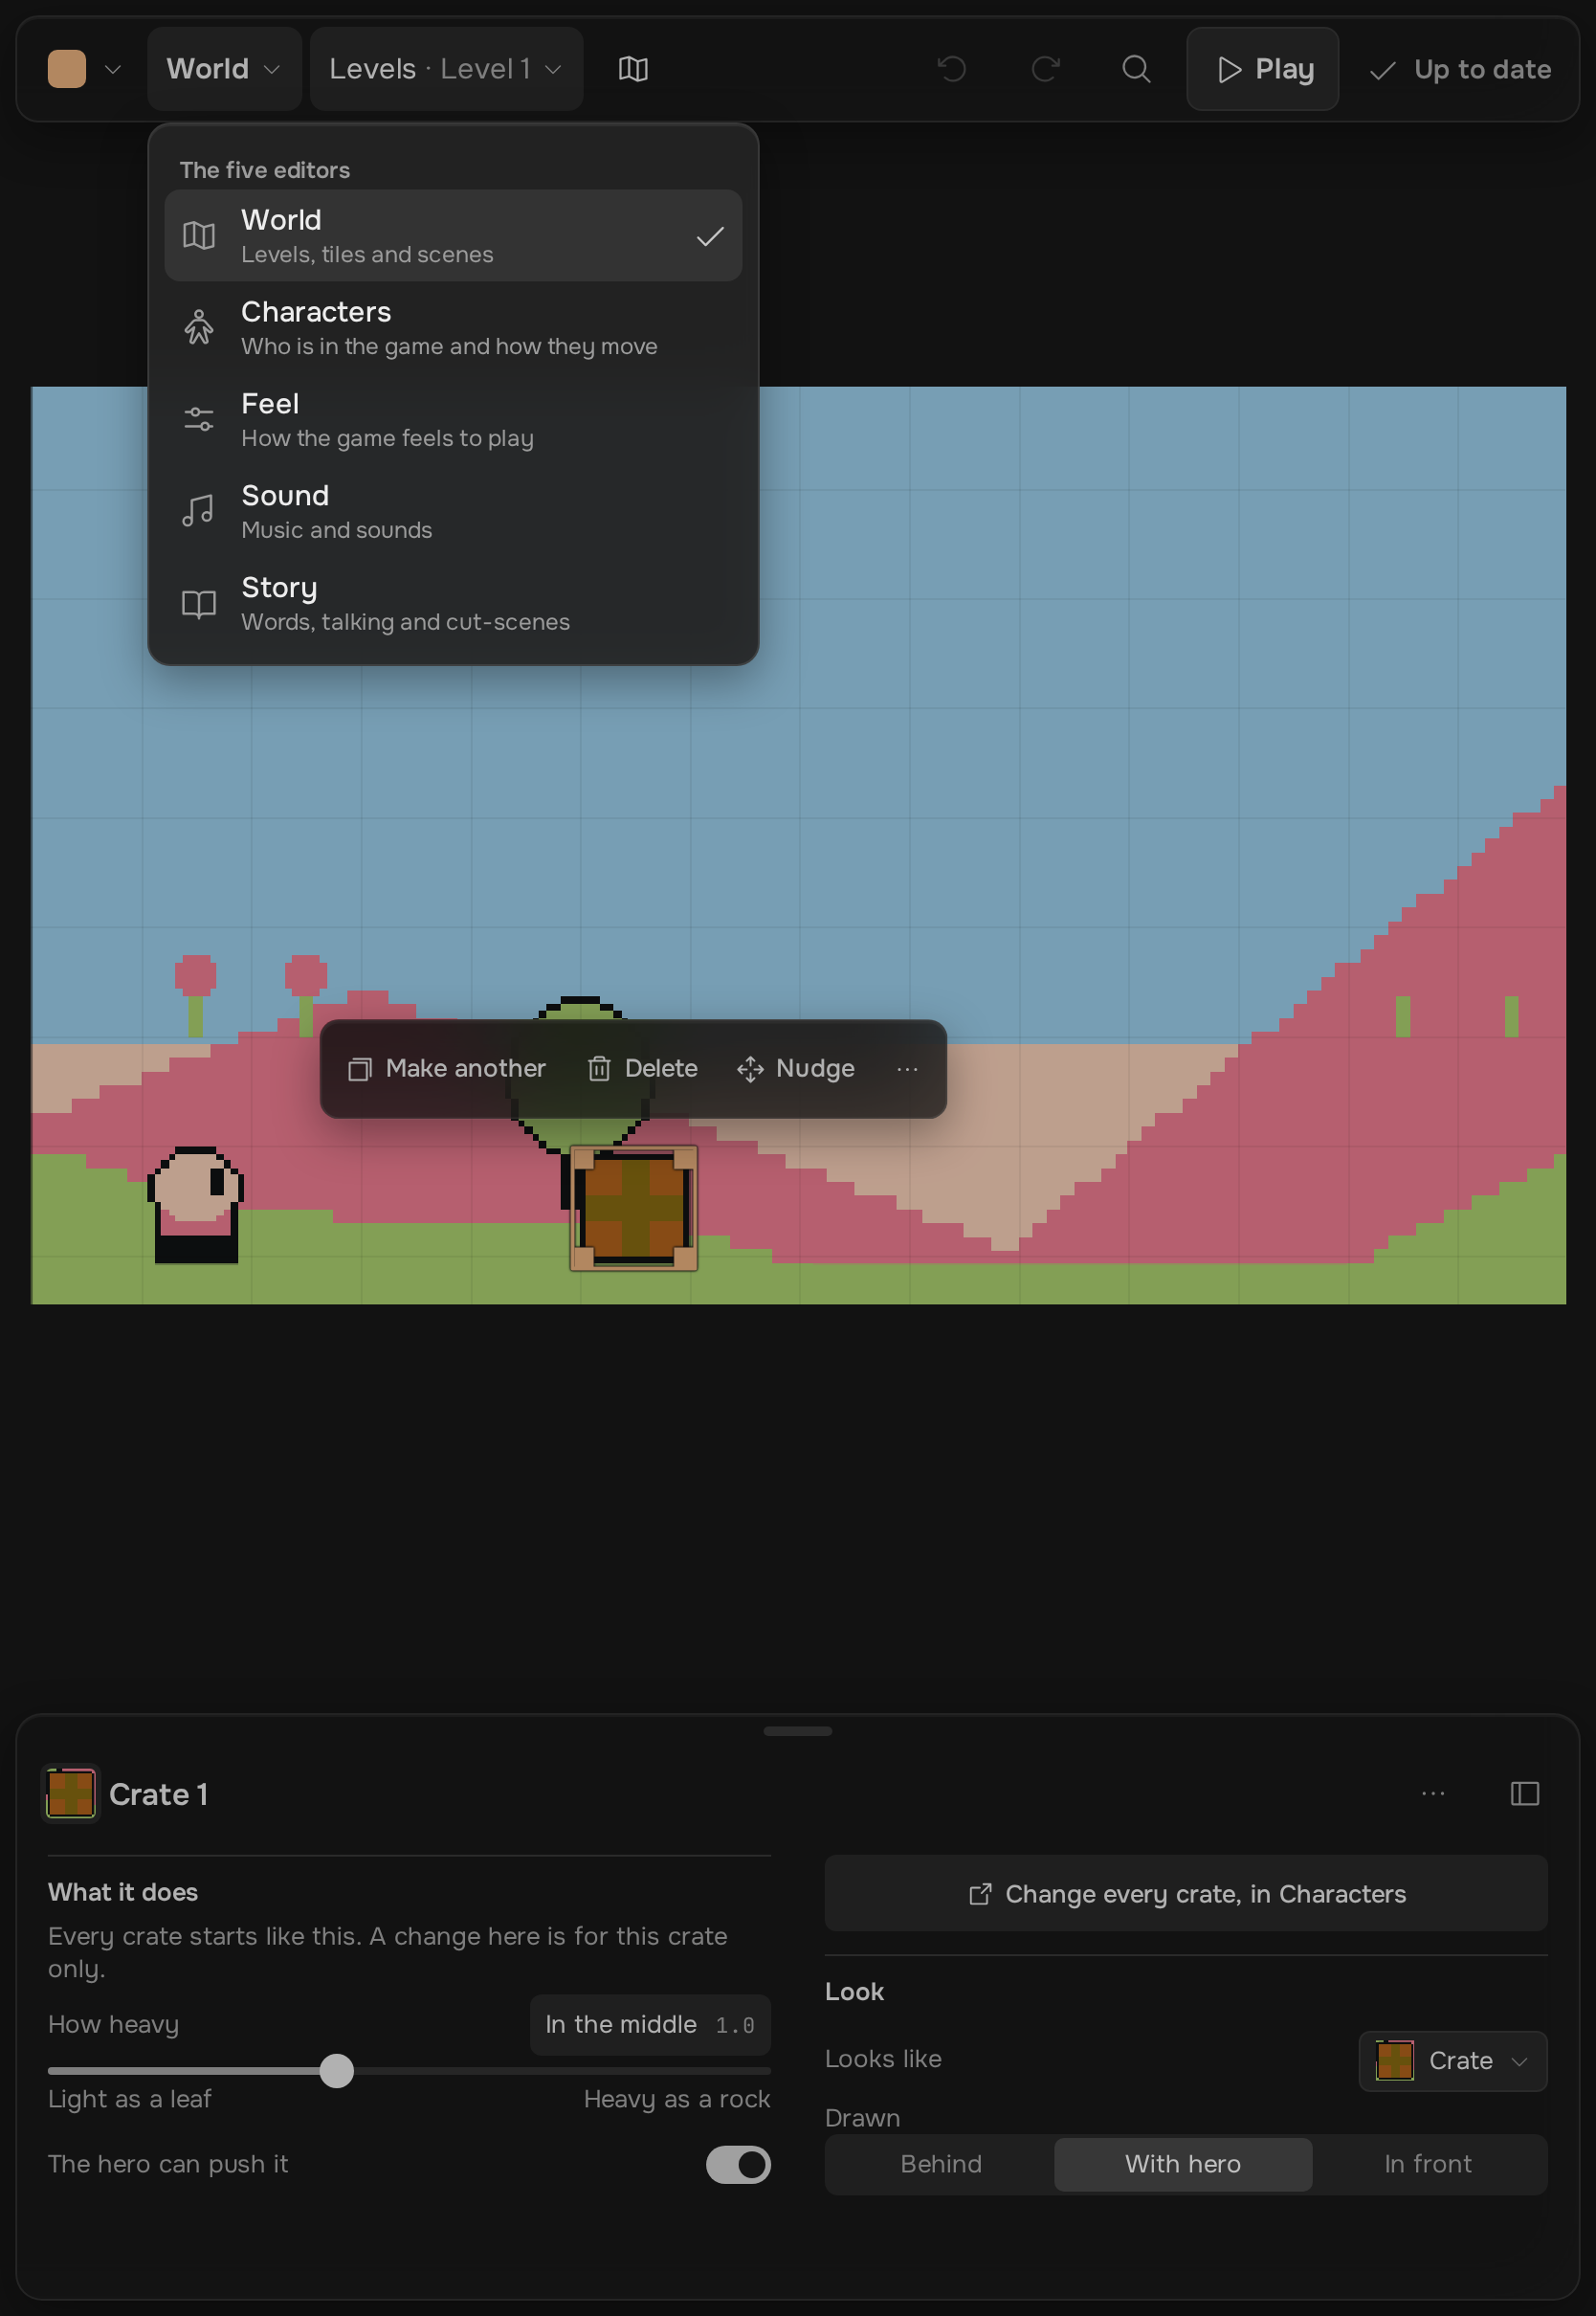 World
Levels · Level 1
Play
Up to date
The five editors
World
Levels, tiles and scenes
Characters
Who is in the game and how they move
Feel
How the game feels to play
Sound
Music and sounds
Story
Words, talking and cut-scenes
Make another
Delete
Nudge
Crate 1
What it does
Every crate starts like this. A change here is for this crate
only.
How heavy
In the middle 1.0
Light as a leaf
Heavy as a rock
The hero can push it
Change every crate, in Characters
Look
Looks like
Crate
Drawn
Behind
With hero
In front